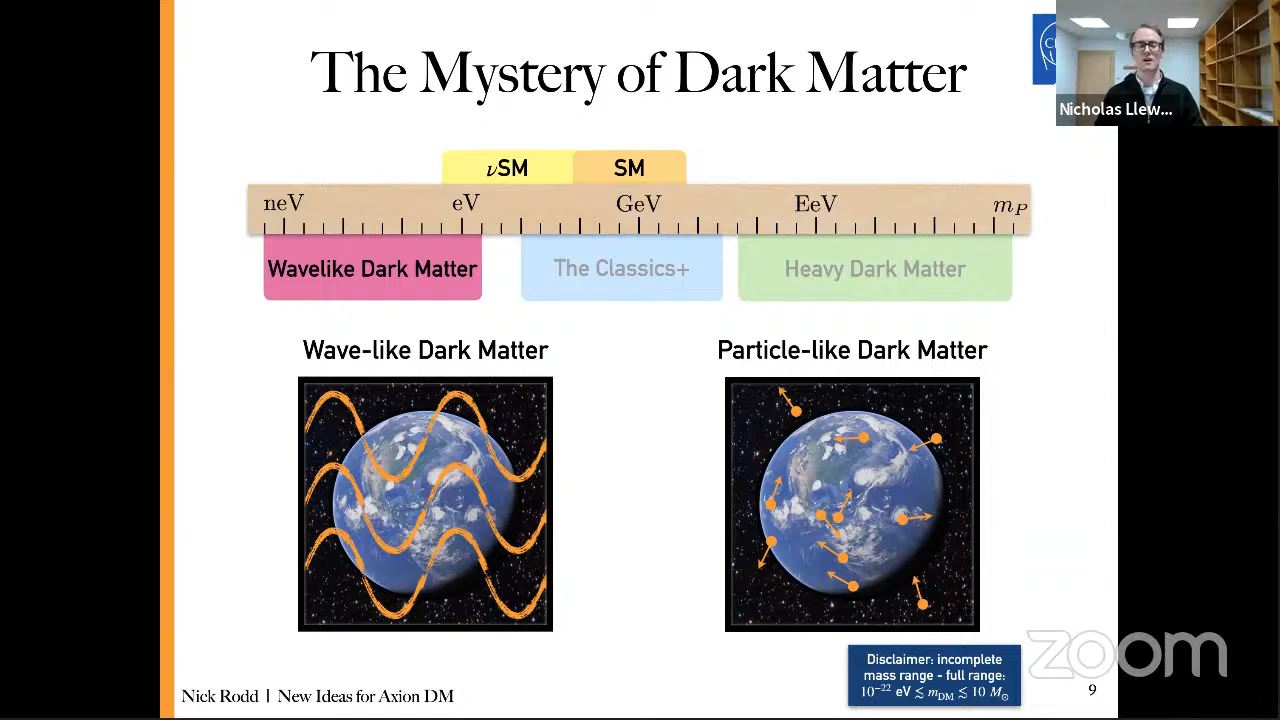 The Mystery of Dark Matter
Nicholas Llew...
νSM SM
neV eV GeV EeV m_P
Wavelike Dark Matter The Classics+ Heavy Dark Matter
Wave-like Dark Matter Particle-like Dark Matter
Disclaimer: incomplete
mass range - full range:
10⁻²² eV ≲ m_DM ≲ 10 M_⊙
Nick Rodd | New Ideas for Axion DM
9
zoom